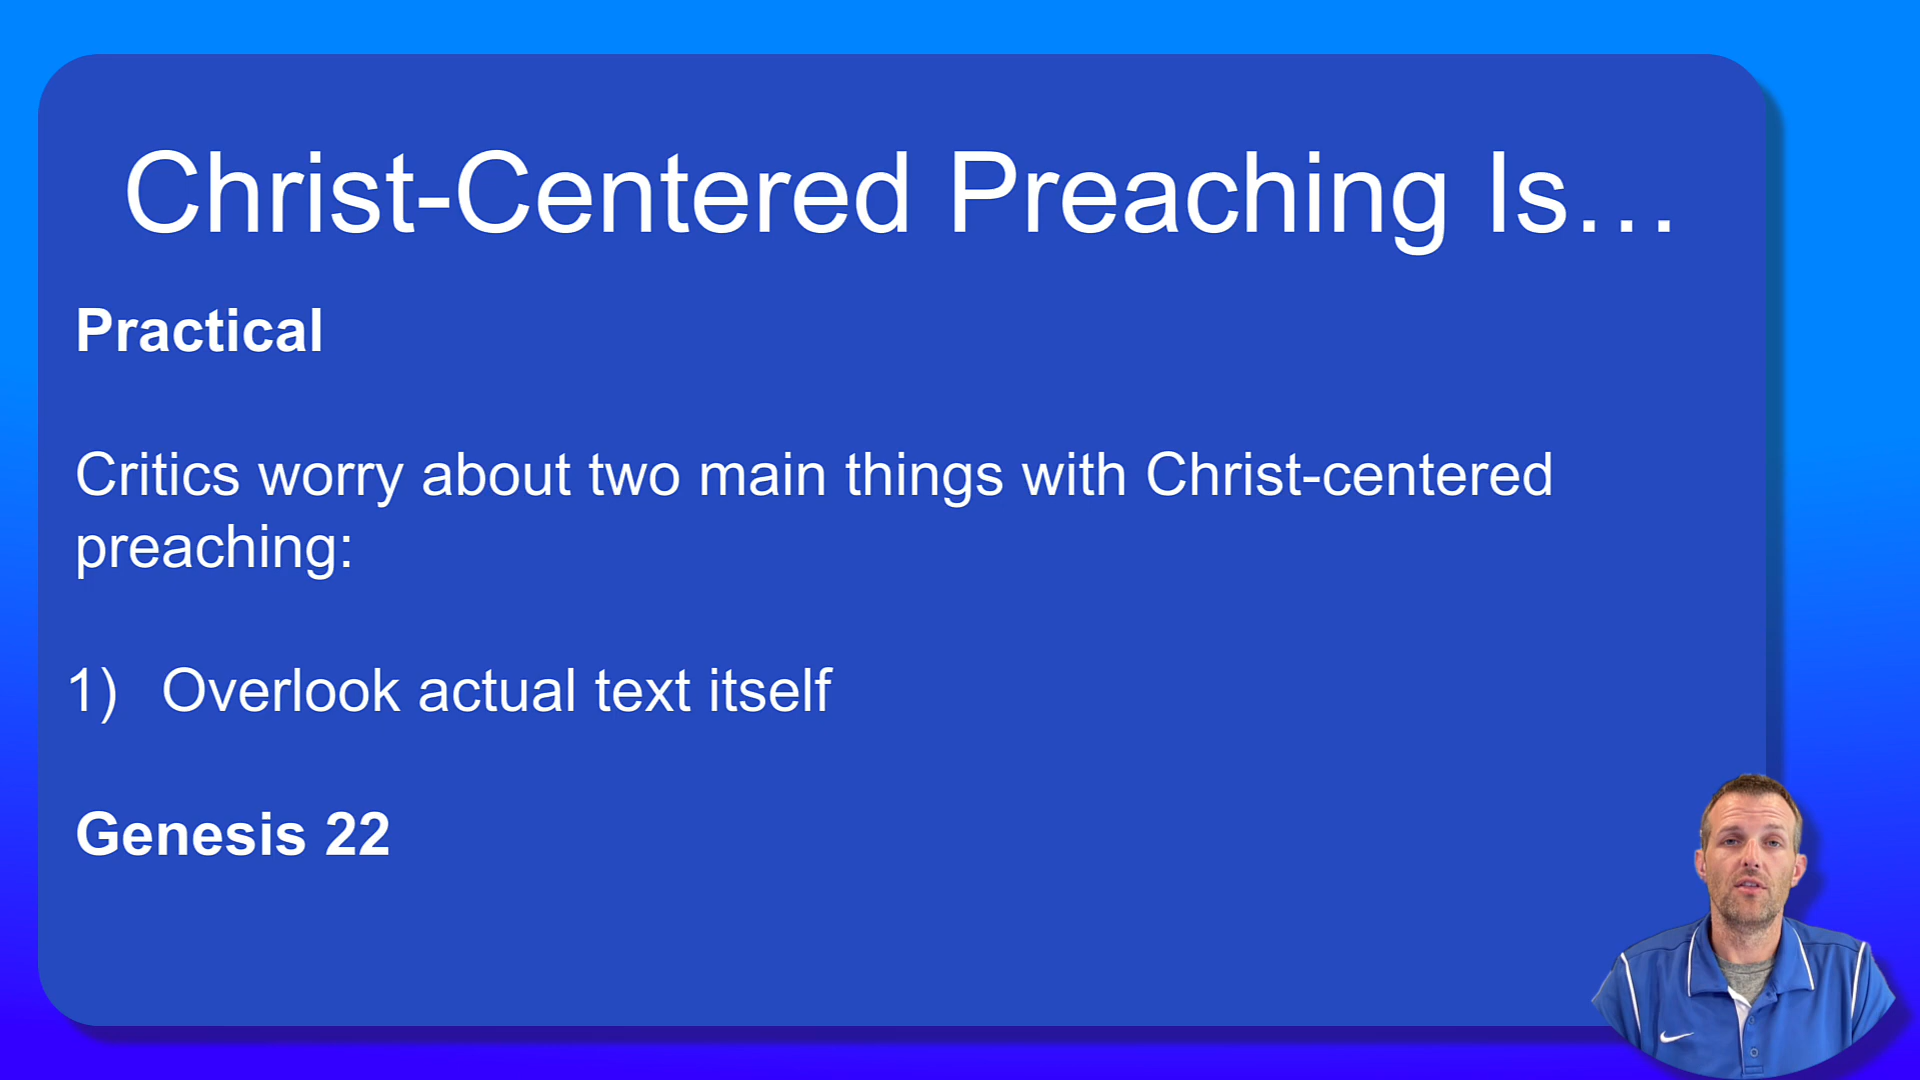 Christ-Centered Preaching Is…
Practical
Critics worry about two main things with Christ-centered
preaching:
1) Overlook actual text itself
Genesis 22